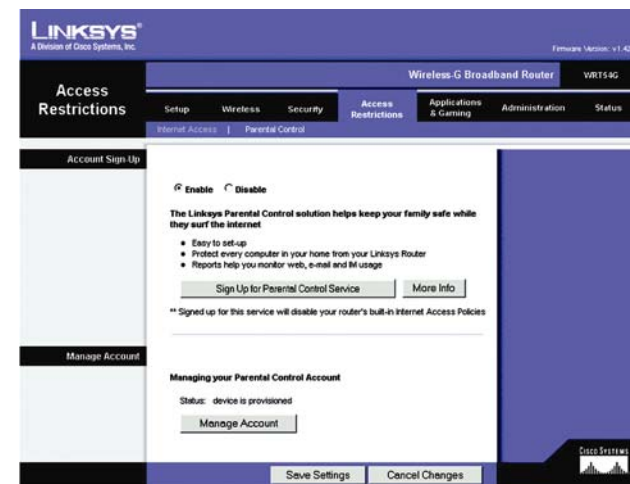 LINKSYS®
A Division of Cisco Systems, Inc.
Firmware Version: v1.42
Wireless-G Broadband Router WRT54G
Access Restrictions
Setup Wireless Security Access Restrictions Applications & Gaming Administration Status
Internet Access | Parental Control
Account Sign-Up
Enable Disable
The Linksys Parental Control solution helps keep your family safe while
they surf the internet
• Easy to set-up
• Protect every computer in your home from your Linksys Router
• Reports help you monitor web, e-mail and IM usage
Sign Up for Parental Control Service More Info
** Signed up for this service will disable your router's built-in Internet Access Policies
Manage Account
Managing your Parental Control Account
Status: device is provisioned
Manage Account
Save Settings Cancel Changes
CISCO SYSTEMS